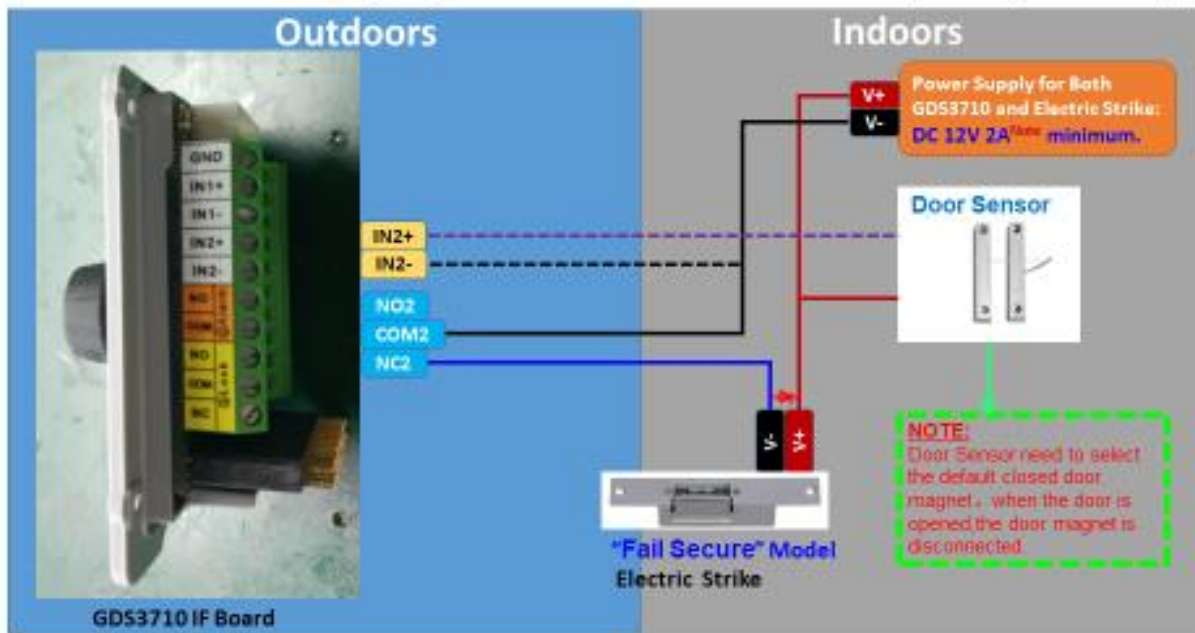 Outdoors
Indoors
V+
V-
Power Supply for Both
GDS3710 and Electric Strike:
DC 12V 2A Note minimum.
GND
IN1+
IN1-
IN2+
IN2-
NO
COM
NO
COM
NC
IN2+
IN2-
NO2
COM2
NC2
Door Sensor
V-
V+
NOTE:
Door Sensor need to select
the default closed door
magnet, when the door is
opened,the door magnet is
disconnected
"Fail Secure" Model
Electric Strike
GDS3710 IF Board